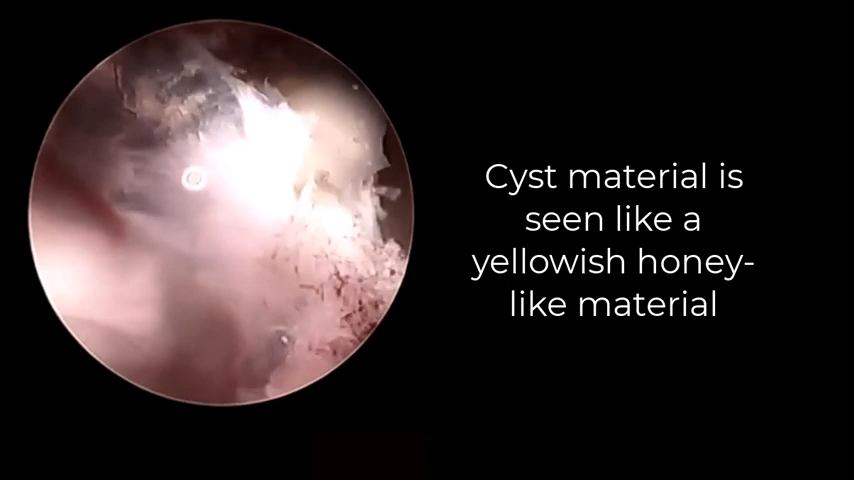 Cyst material is
seen like a
yellowish honey-
like material